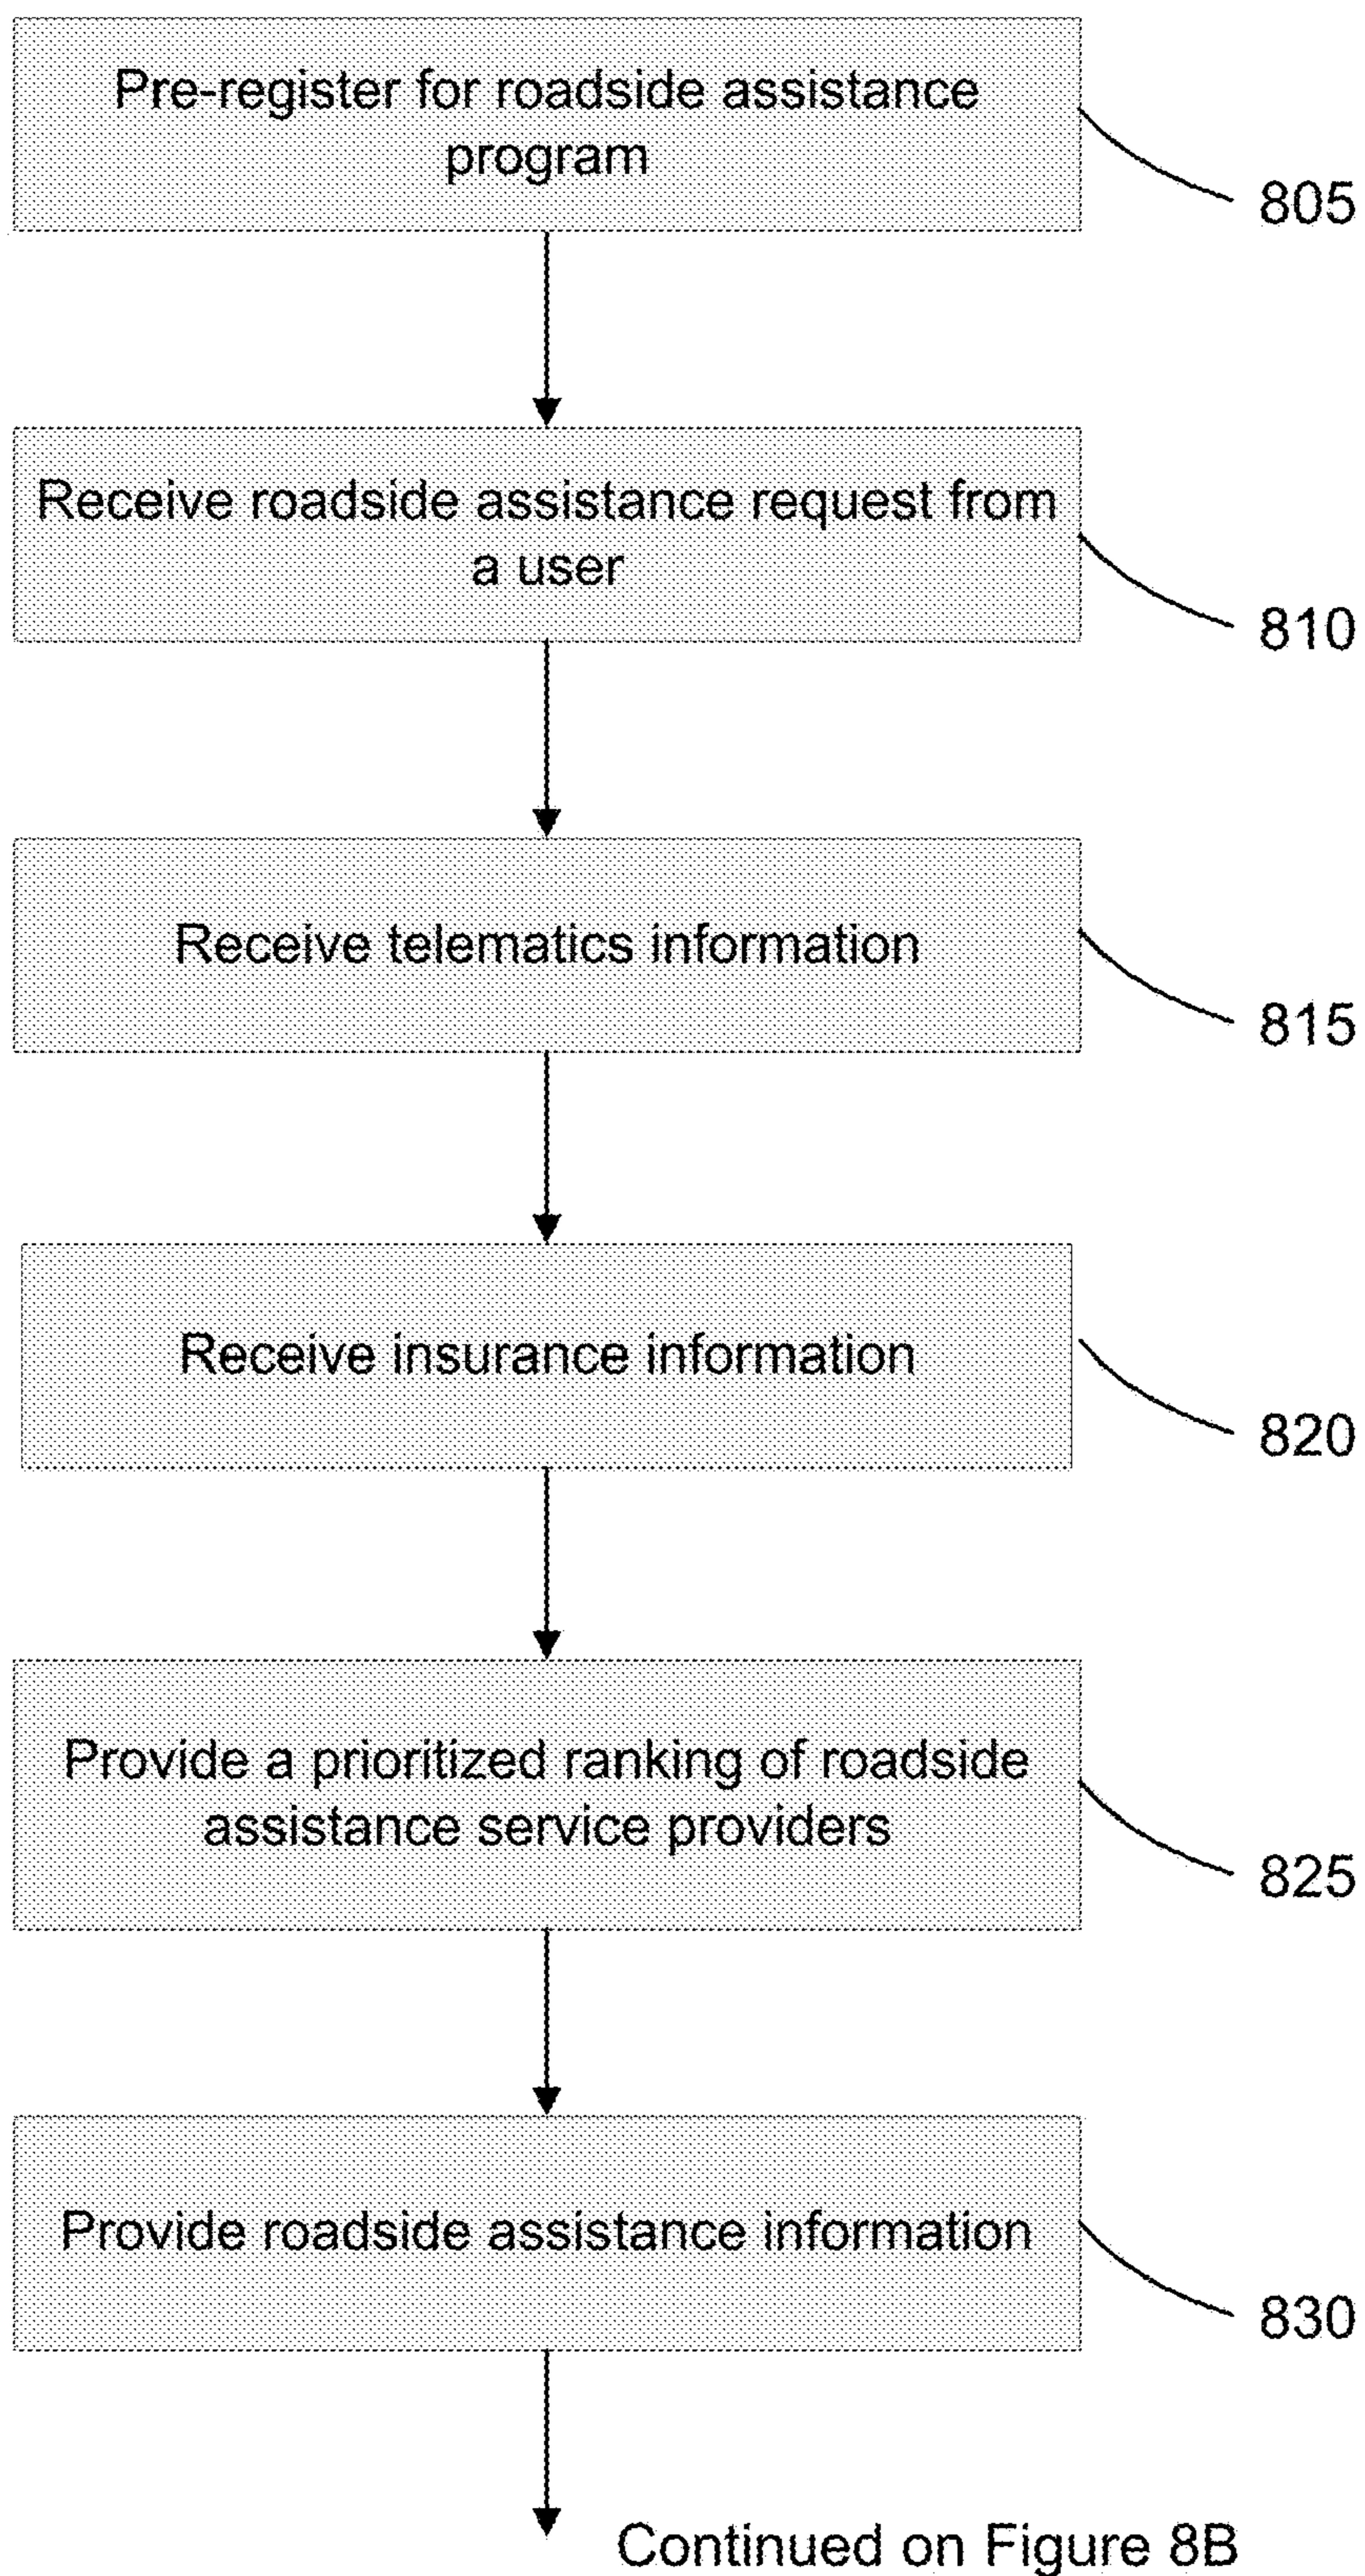 Pre-register for roadside assistance
program
805
Receive roadside assistance request from
a user
810
Receive telematics information
815
Receive insurance information
820
Provide a prioritized ranking of roadside
assistance service providers
825
Provide roadside assistance information
830
Continued on Figure 8B